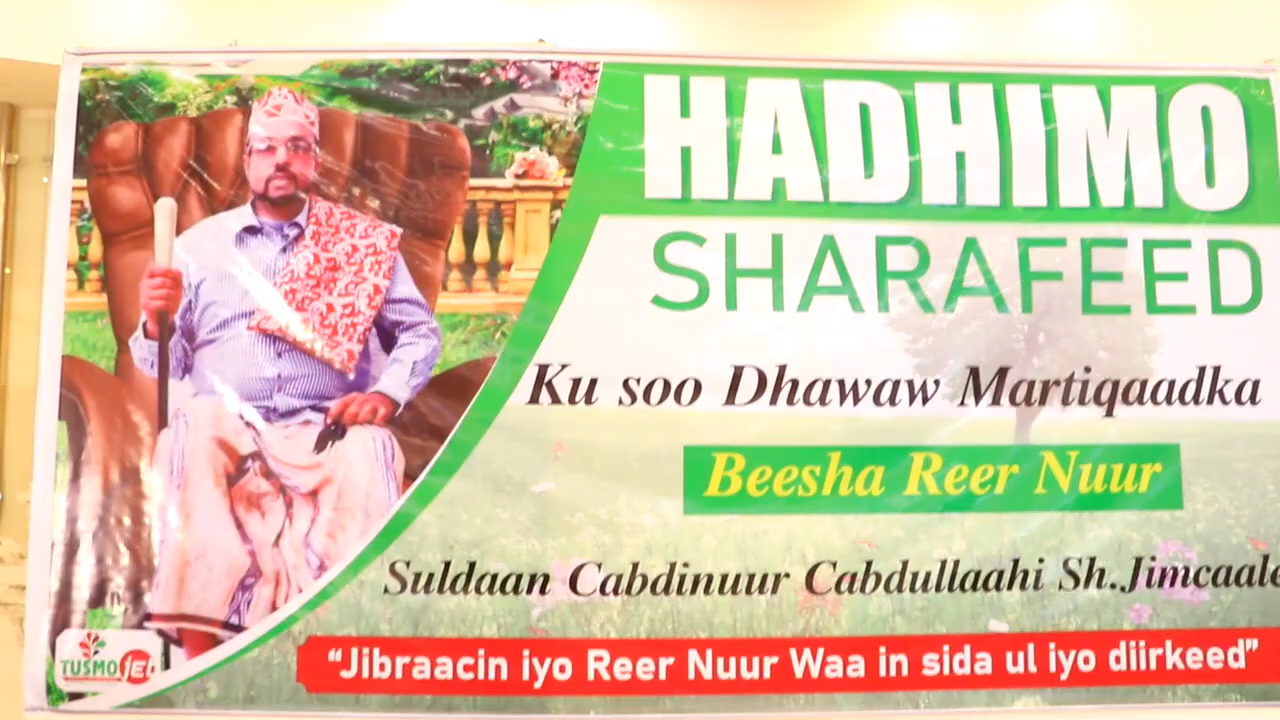 HADHIMO
SHARAFEED
Ku soo Dhawaw Martiqaadka
Beesha Reer Nuur
Suldaan Cabdinuur Cabdullaahi Sh.Jimcaale
“Jibraacin iyo Reer Nuur Waa in sida ul iyo diirkeed”
TUSMO jet